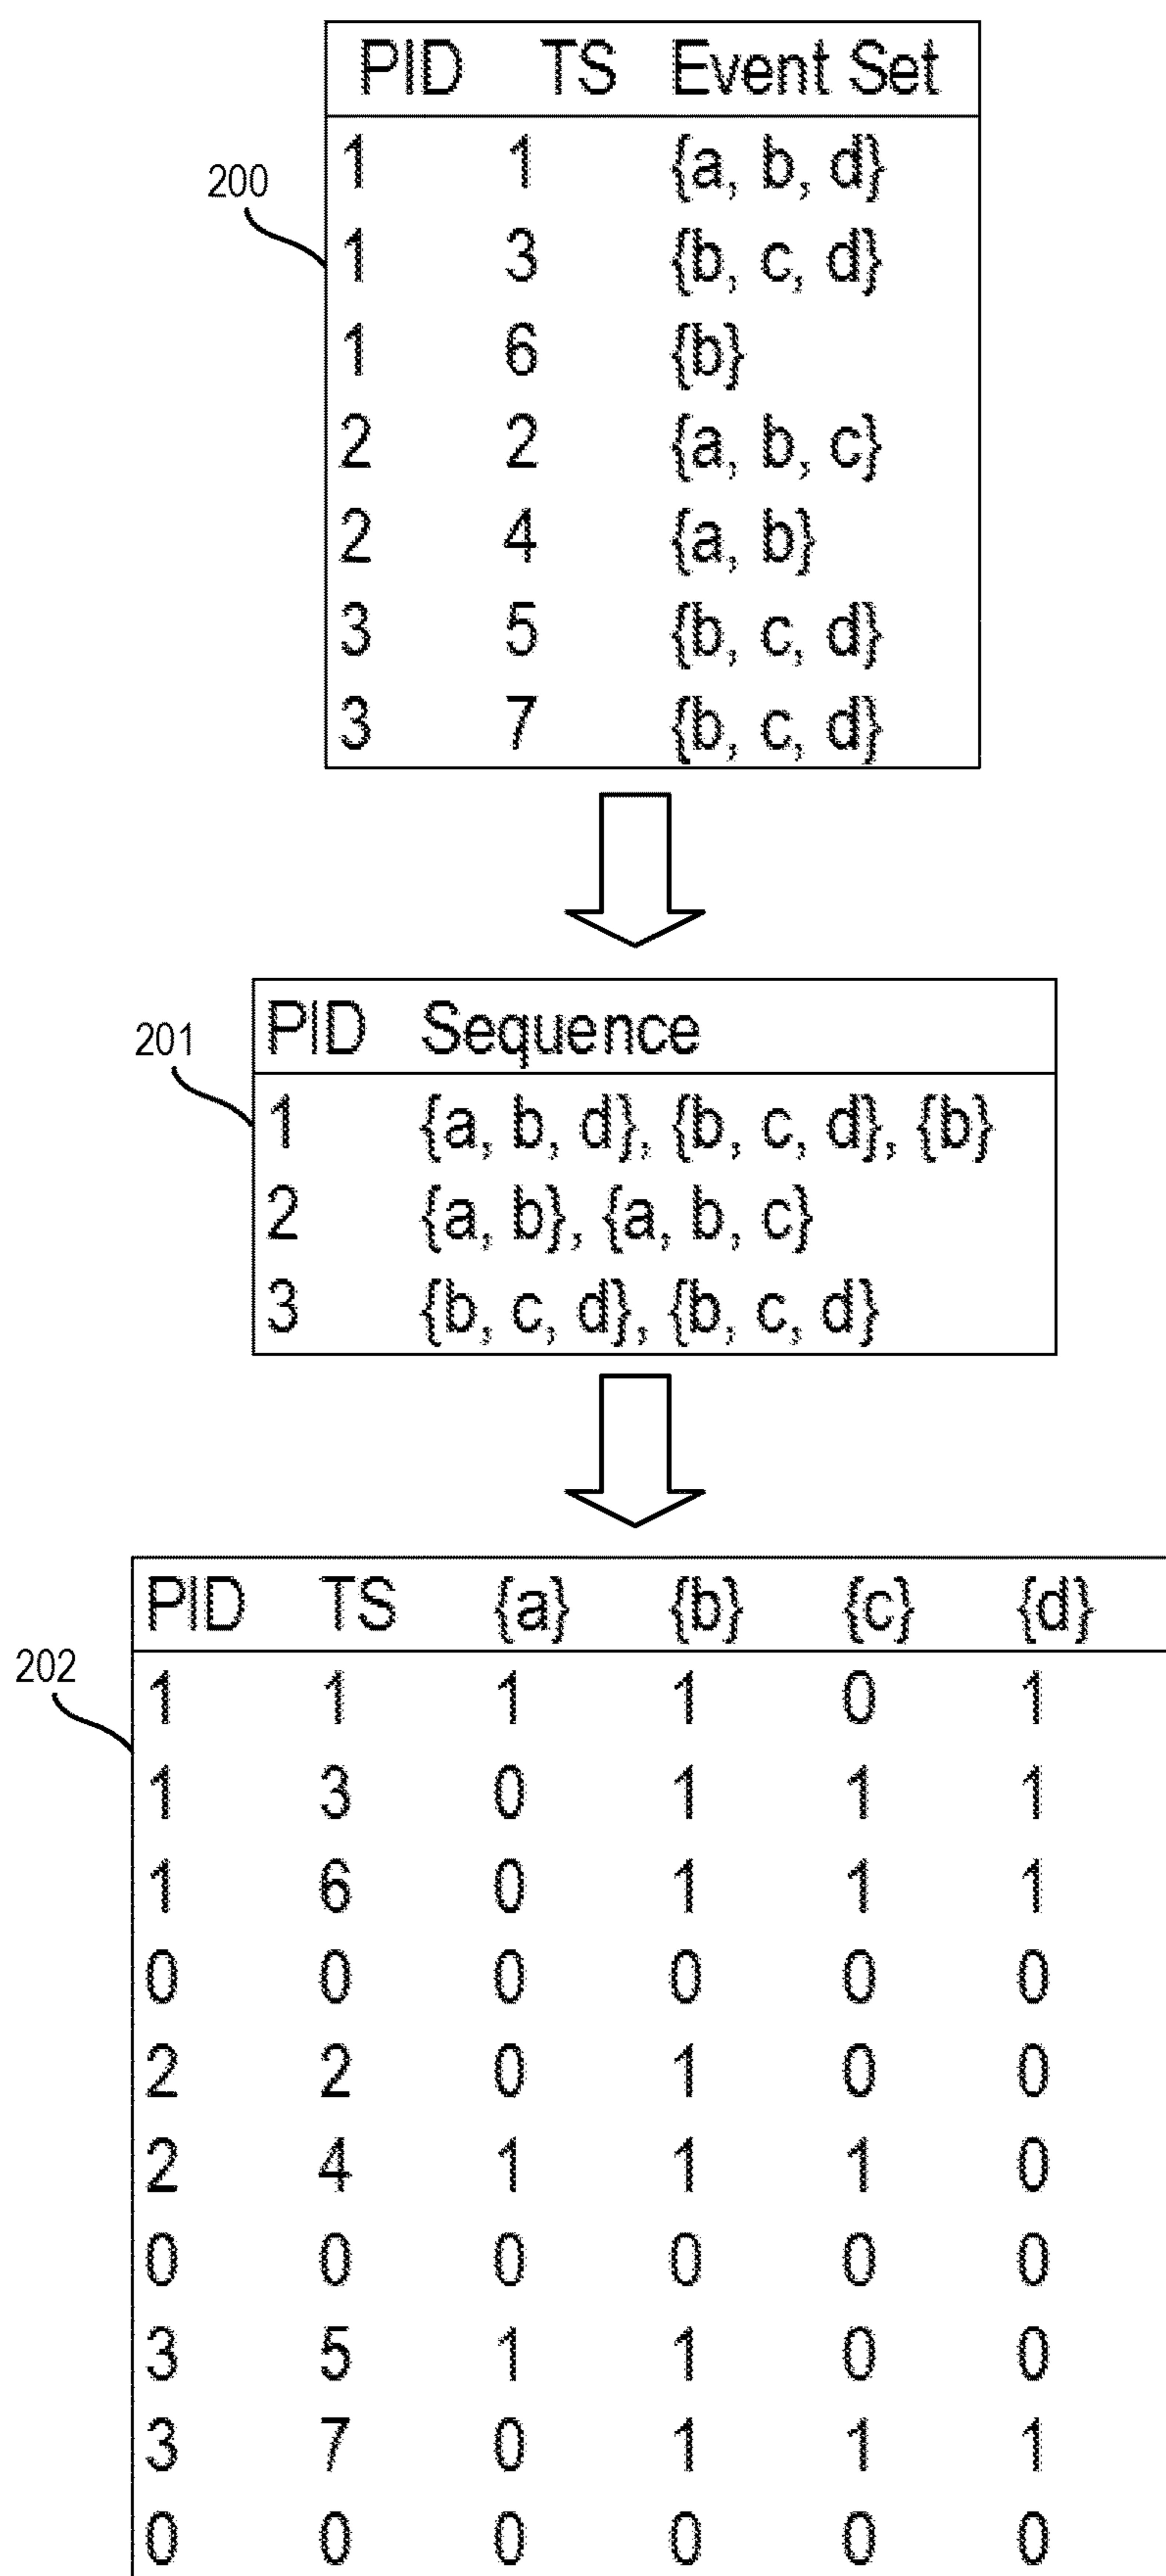 PID TS Event Set
200
1 1 {a, b, d}
1 3 {b, c, d}
1 6 {b}
2 2 {a, b, c}
2 4 {a, b}
3 5 {b, c, d}
3 7 {b, c, d}
201
PID Sequence
1 {a, b, d}, {b, c, d}, {b}
2 {a, b}, {a, b, c}
3 {b, c, d}, {b, c, d}
202
PID TS {a} {b} {c} {d}
1 1 1 1 0 1
1 3 0 1 1 1
1 6 0 1 1 1
0 0 0 0 0 0
2 2 0 1 0 0
2 4 1 1 1 0
0 0 0 0 0 0
3 5 1 1 0 0
3 7 0 1 1 1
0 0 0 0 0 0